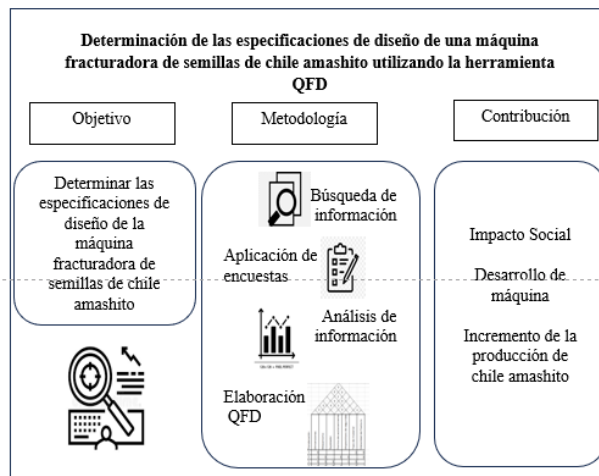 Determinación de las especificaciones de diseño de una máquina
fracturadora de semillas de chile amashito utilizando la herramienta
QFD
Objetivo
Metodología
Contribución
Determinar las
especificaciones de
diseño de la
máquina
fracturadora de
semillas de chile
amashito
Búsqueda de
información
Aplicación de
encuestas
Análisis de
información
Elaboración
QFD
Impacto Social
Desarrollo de
máquina
Incremento de la
producción de
chile amashito